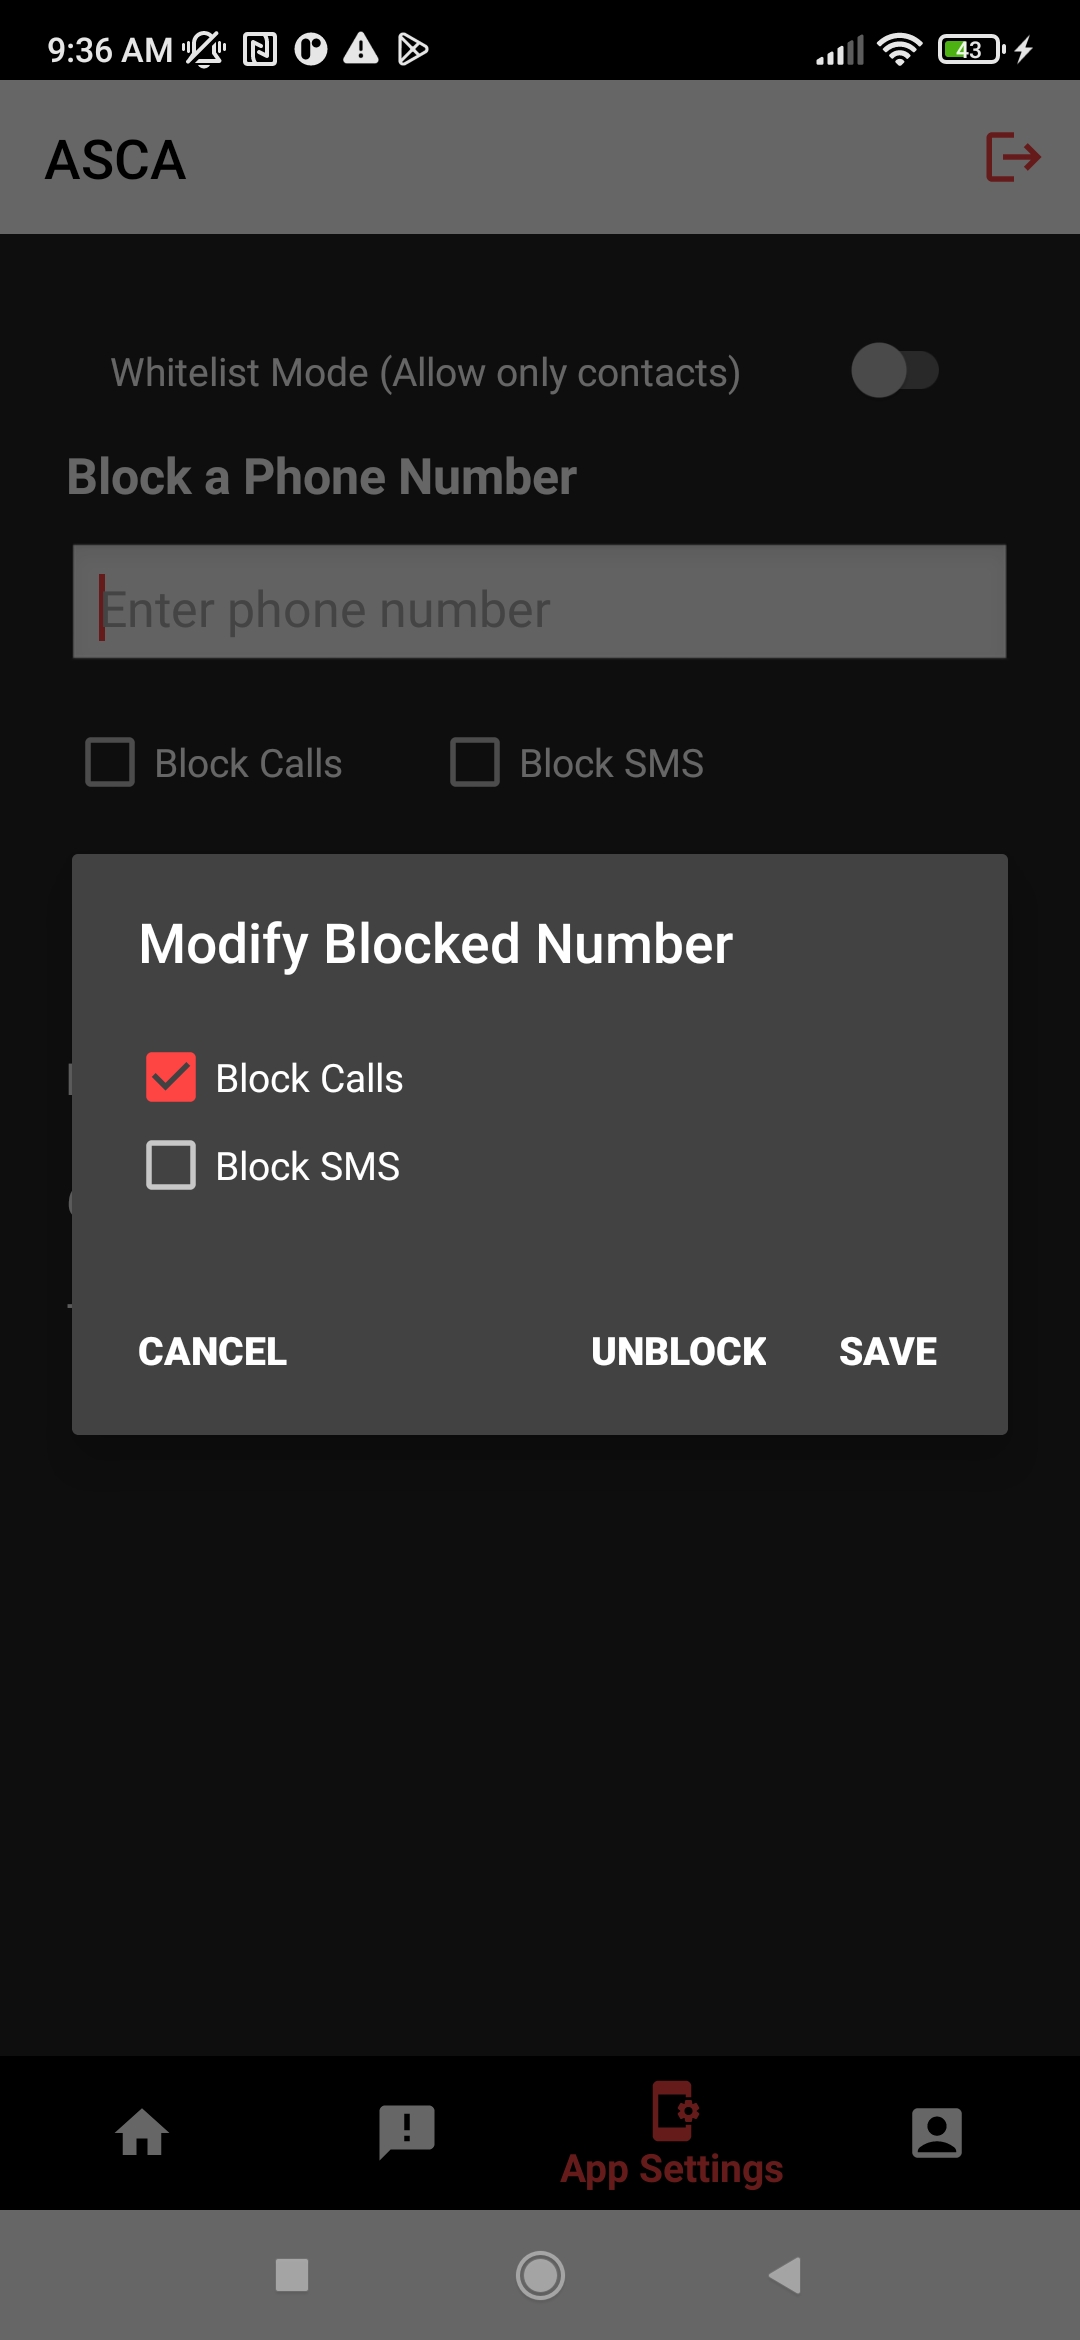 9:36 AM
43
ASCA
Whitelist Mode (Allow only contacts)
Block a Phone Number
Enter phone number
Block Calls
Block SMS
Modify Blocked Number
Block Calls
Block SMS
CANCEL
UNBLOCK
SAVE
App Settings